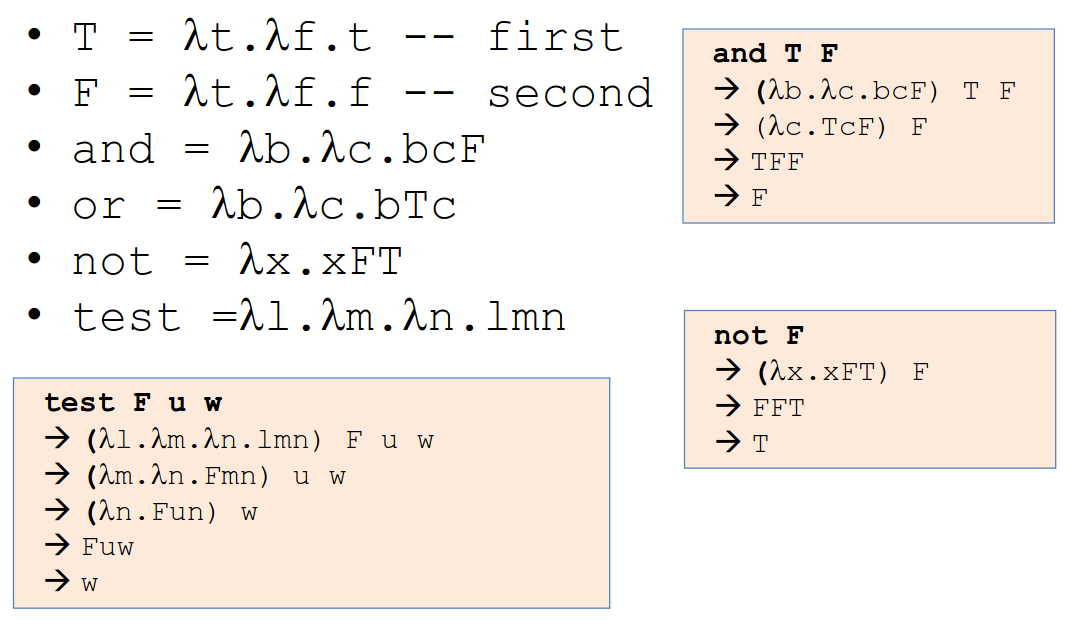 • T = λt.λf.t -- first
• F = λt.λf.f -- second
• and = λb.λc.bcF
• or = λb.λc.bTc
• not = λx.xFT
• test =λl.λm.λn.lmn
and T F
→ (λb.λc.bcF) T F
→ (λc.TcF) F
→ TFF
→ F
not F
→ (λx.xFT) F
→ FFT
→ T
test F u w
→ (λl.λm.λn.lmn) F u w
→ (λm.λn.Fmn) u w
→ (λn.Fun) w
→ Fuw
→ w